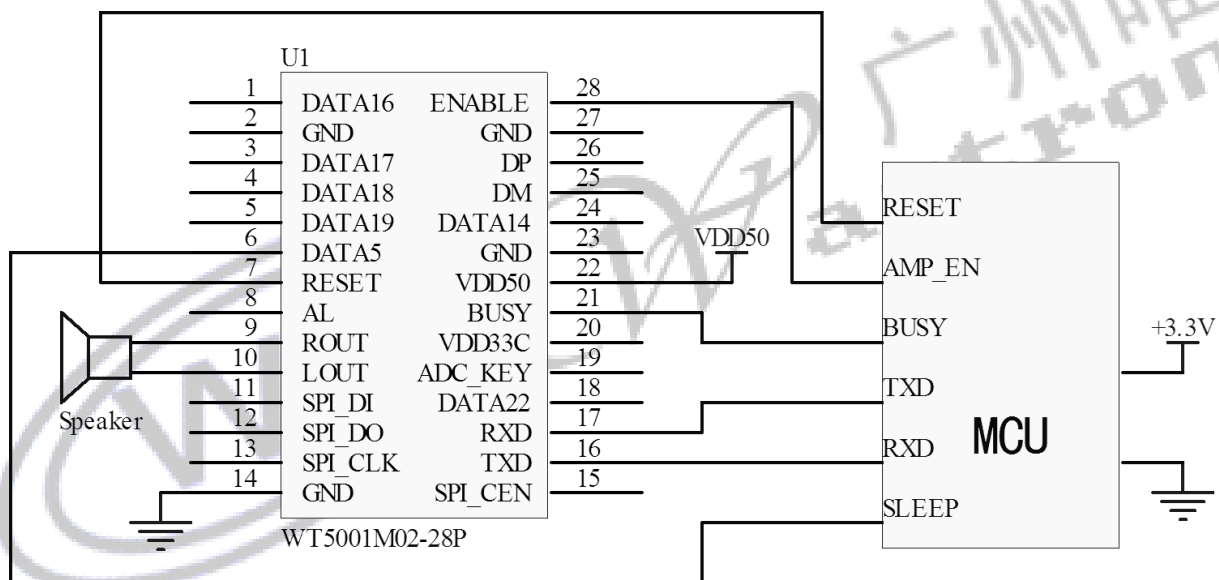 U1
1 DATA16 ENABLE 28
2 GND GND 27
3 DATA17 DP 26
4 DATA18 DM 25
5 DATA19 DATA14 24
6 DATA5 GND 23
7 RESET VDD50 22
8 AL BUSY 21
9 ROUT VDD33C 20
10 LOUT ADC_KEY 19
11 SPI_DI DATA22 18
12 SPI_DO RXD 17
13 SPI_CLK TXD 16
14 GND SPI_CEN 15
WT5001M02-28P
Speaker
VDD50
RESET
AMP_EN
BUSY
TXD
RXD
SLEEP
MCU
+3.3V
广州